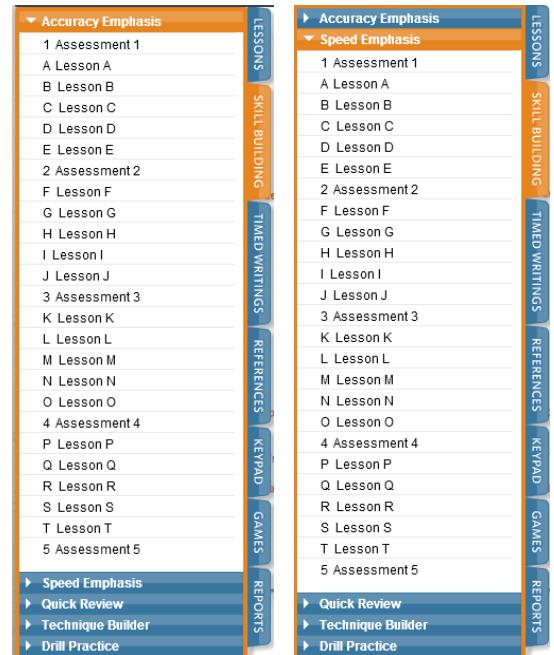 Accuracy Emphasis
1 Assessment 1
A Lesson A
B Lesson B
C Lesson C
D Lesson D
E Lesson E
2 Assessment 2
F Lesson F
G Lesson G
H Lesson H
I Lesson I
J Lesson J
3 Assessment 3
K Lesson K
L Lesson L
M Lesson M
N Lesson N
O Lesson O
4 Assessment 4
P Lesson P
Q Lesson Q
R Lesson R
S Lesson S
T Lesson T
5 Assessment 5
Speed Emphasis
Quick Review
Technique Builder
Drill Practice
LESSONS
SKILL BUILDING
TIMED WRITINGS
REFERENCES
KEYPAD
GAMES
REPORTS
Accuracy Emphasis
Speed Emphasis
1 Assessment 1
A Lesson A
B Lesson B
C Lesson C
D Lesson D
E Lesson E
2 Assessment 2
F Lesson F
G Lesson G
H Lesson H
I Lesson I
J Lesson J
3 Assessment 3
K Lesson K
L Lesson L
M Lesson M
N Lesson N
O Lesson O
4 Assessment 4
P Lesson P
Q Lesson Q
R Lesson R
S Lesson S
T Lesson T
5 Assessment 5
Quick Review
Technique Builder
Drill Practice
LESSONS
SKILL BUILDING
TIMED WRITINGS
REFERENCES
KEYPAD
GAMES
REPORTS